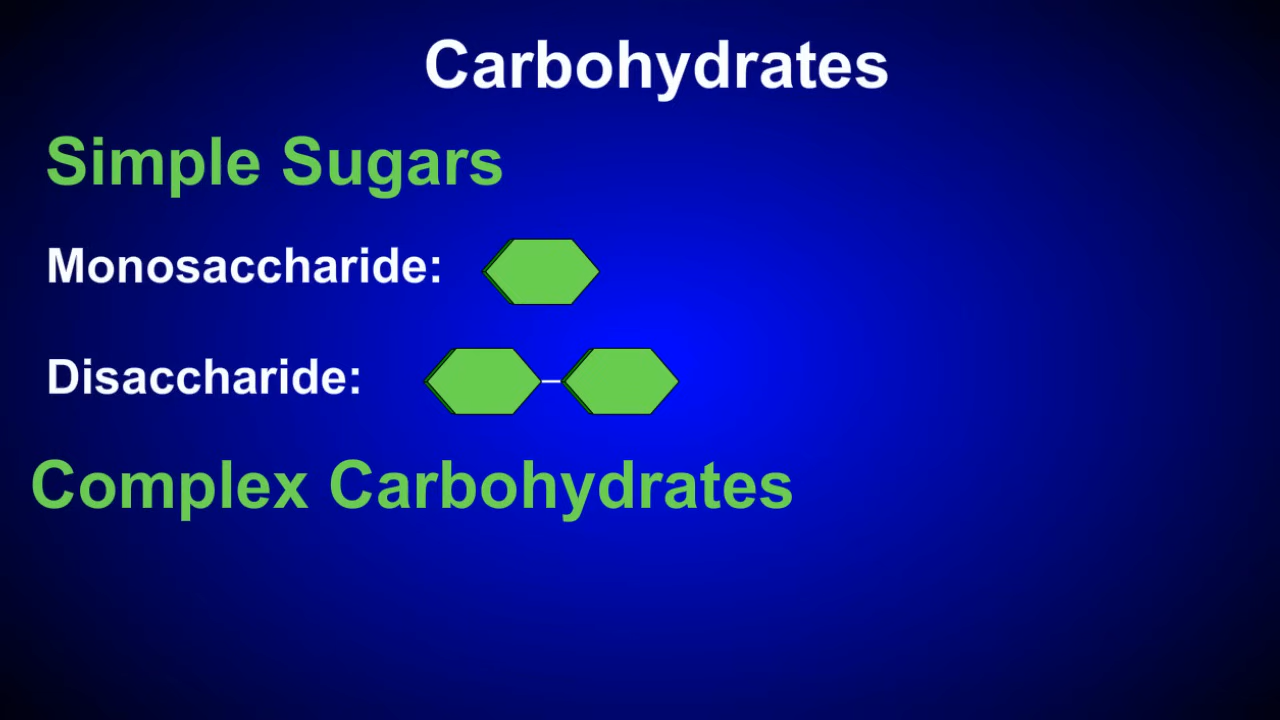 Carbohydrates
Simple Sugars
Monosaccharide:
Disaccharide:
Complex Carbohydrates